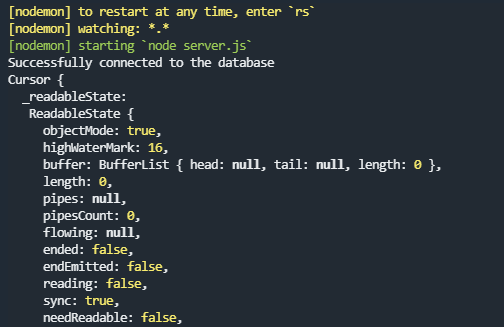 [nodemon] to restart at any time, enter `rs`
[nodemon] watching: *.*
[nodemon] starting `node server.js`
Successfully connected to the database
Cursor {
  _readableState:
   ReadableState {
     objectMode: true,
     highWaterMark: 16,
     buffer: BufferList { head: null, tail: null, length: 0 },
     length: 0,
     pipes: null,
     pipesCount: 0,
     flowing: null,
     ended: false,
     endEmitted: false,
     reading: false,
     sync: true,
     needReadable: false,